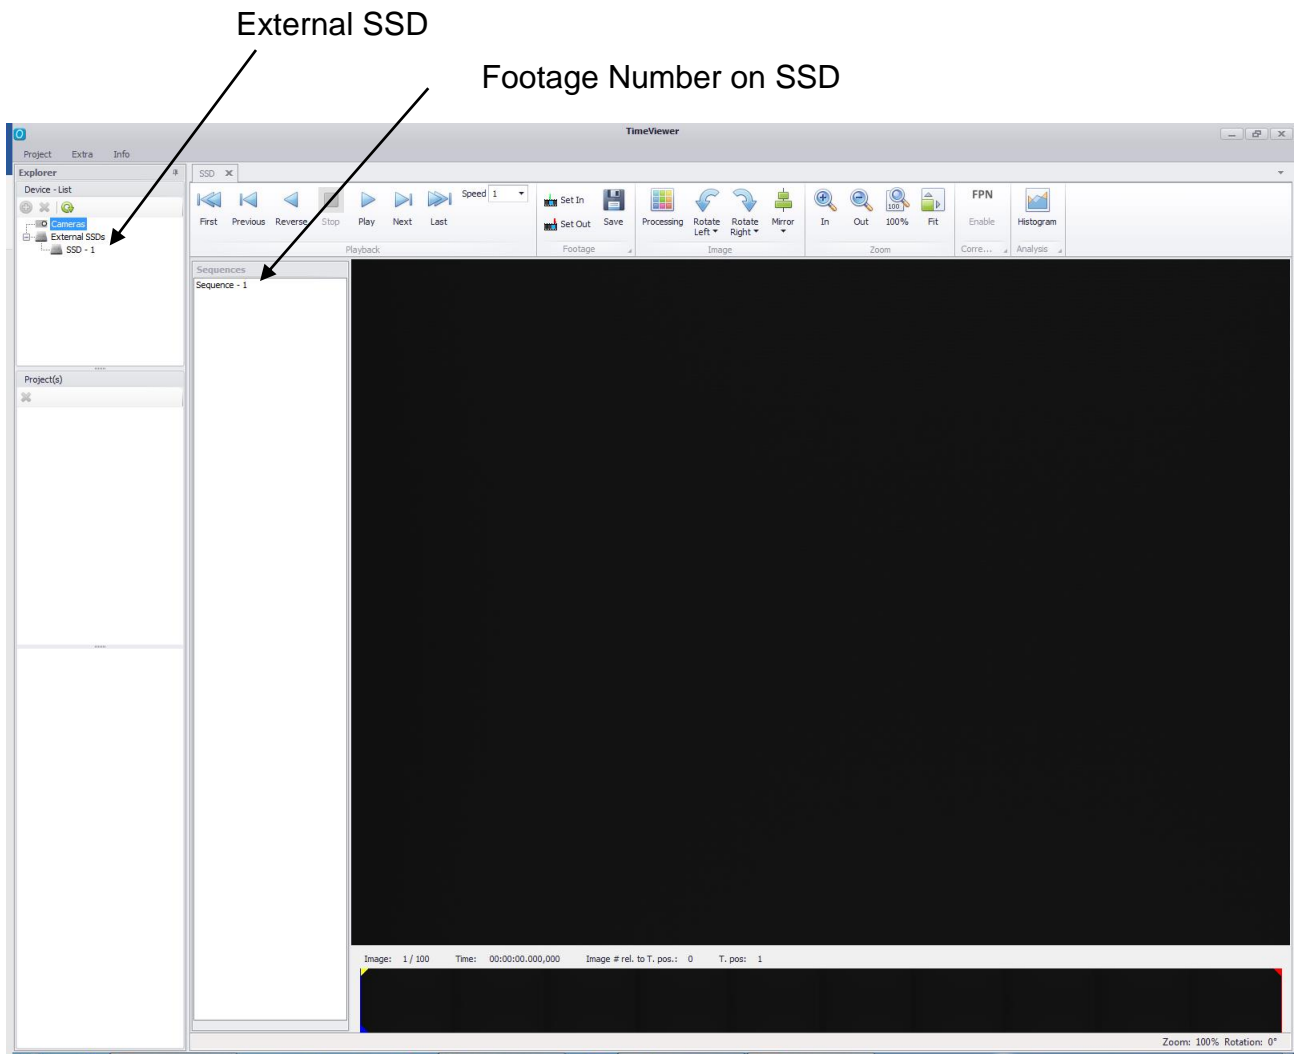 External SSD
Footage Number on SSD
TimeViewer
Project Extra Info
Explorer
SSD
Device - List
Cameras
External SSDs
SSD - 1
First Previous Reverse Stop Play Next Last
Speed 1
Set In
Set Out
Save
Processing Rotate Left Rotate Right Mirror
In Out 100% Fit
100
FPN
Enable
Histogram
Playback Footage Image Zoom Corre... Analysis
Sequences
Sequence - 1
Project(s)
Image: 1 / 100 Time: 00:00:00.000,000 Image # rel. to T. pos.: 0 T. pos: 1
Zoom: 100% Rotation: 0°